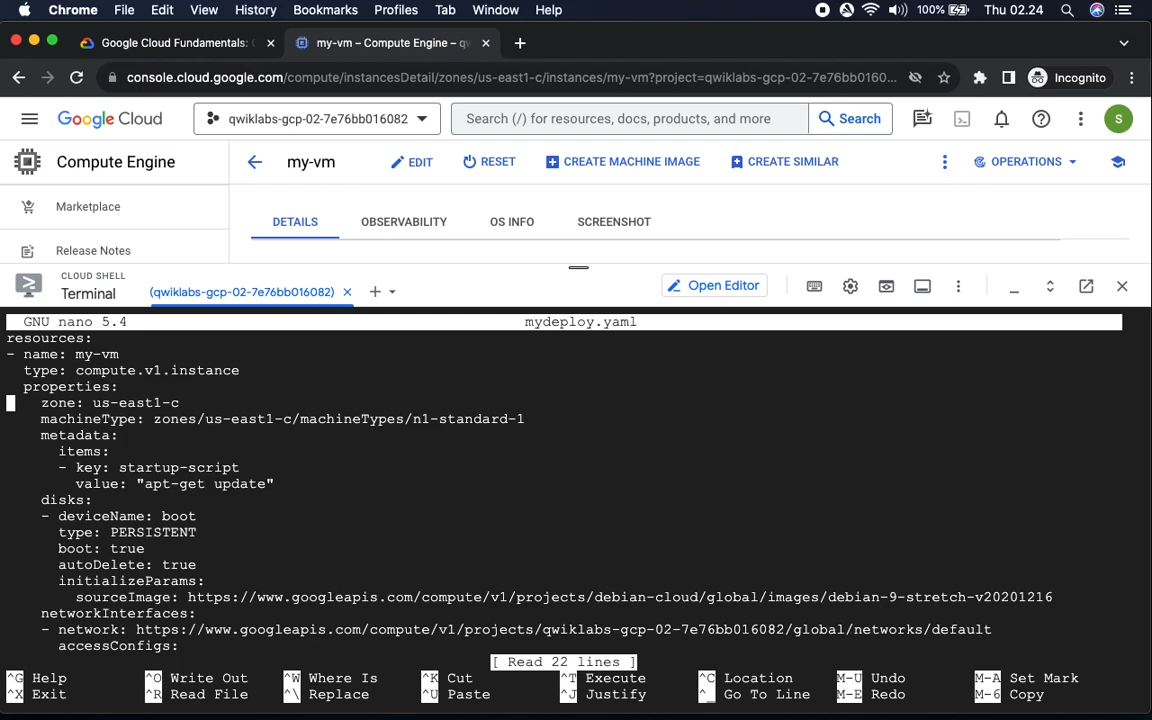 Chrome File Edit View History Bookmarks Profiles Tab Window Help 100% Thu 02.24
Google Cloud Fundamentals: C my-vm – Compute Engine – qw
console.cloud.google.com/compute/instancesDetail/zones/us-east1-c/instances/my-vm?project=qwiklabs-gcp-02-7e76bb0160... Incognito
Google Cloud qwiklabs-gcp-02-7e76bb016082 Search (/) for resources, docs, products, and more Search S
Compute Engine my-vm EDIT RESET CREATE MACHINE IMAGE CREATE SIMILAR OPERATIONS
Marketplace
DETAILS OBSERVABILITY OS INFO SCREENSHOT
Release Notes
CLOUD SHELL
Terminal (qwiklabs-gcp-02-7e76bb016082) Open Editor
GNU nano 5.4 mydeploy.yaml
resources:
- name: my-vm
type: compute.v1.instance
properties:
zone: us-east1-c
machineType: zones/us-east1-c/machineTypes/n1-standard-1
metadata:
items:
- key: startup-script
value: "apt-get update"
disks:
- deviceName: boot
type: PERSISTENT
boot: true
autoDelete: true
initializeParams:
sourceImage: https://www.googleapis.com/compute/v1/projects/debian-cloud/global/images/debian-9-stretch-v20201216
networkInterfaces:
- network: https://www.googleapis.com/compute/v1/projects/qwiklabs-gcp-02-7e76bb016082/global/networks/default
accessConfigs:
[ Read 22 lines ]
^G Help ^O Write Out ^W Where Is ^K Cut ^T Execute ^C Location M-U Undo M-A Set Mark
^X Exit ^R Read File ^\ Replace ^U Paste ^J Justify ^_ Go To Line M-E Redo M-6 Copy